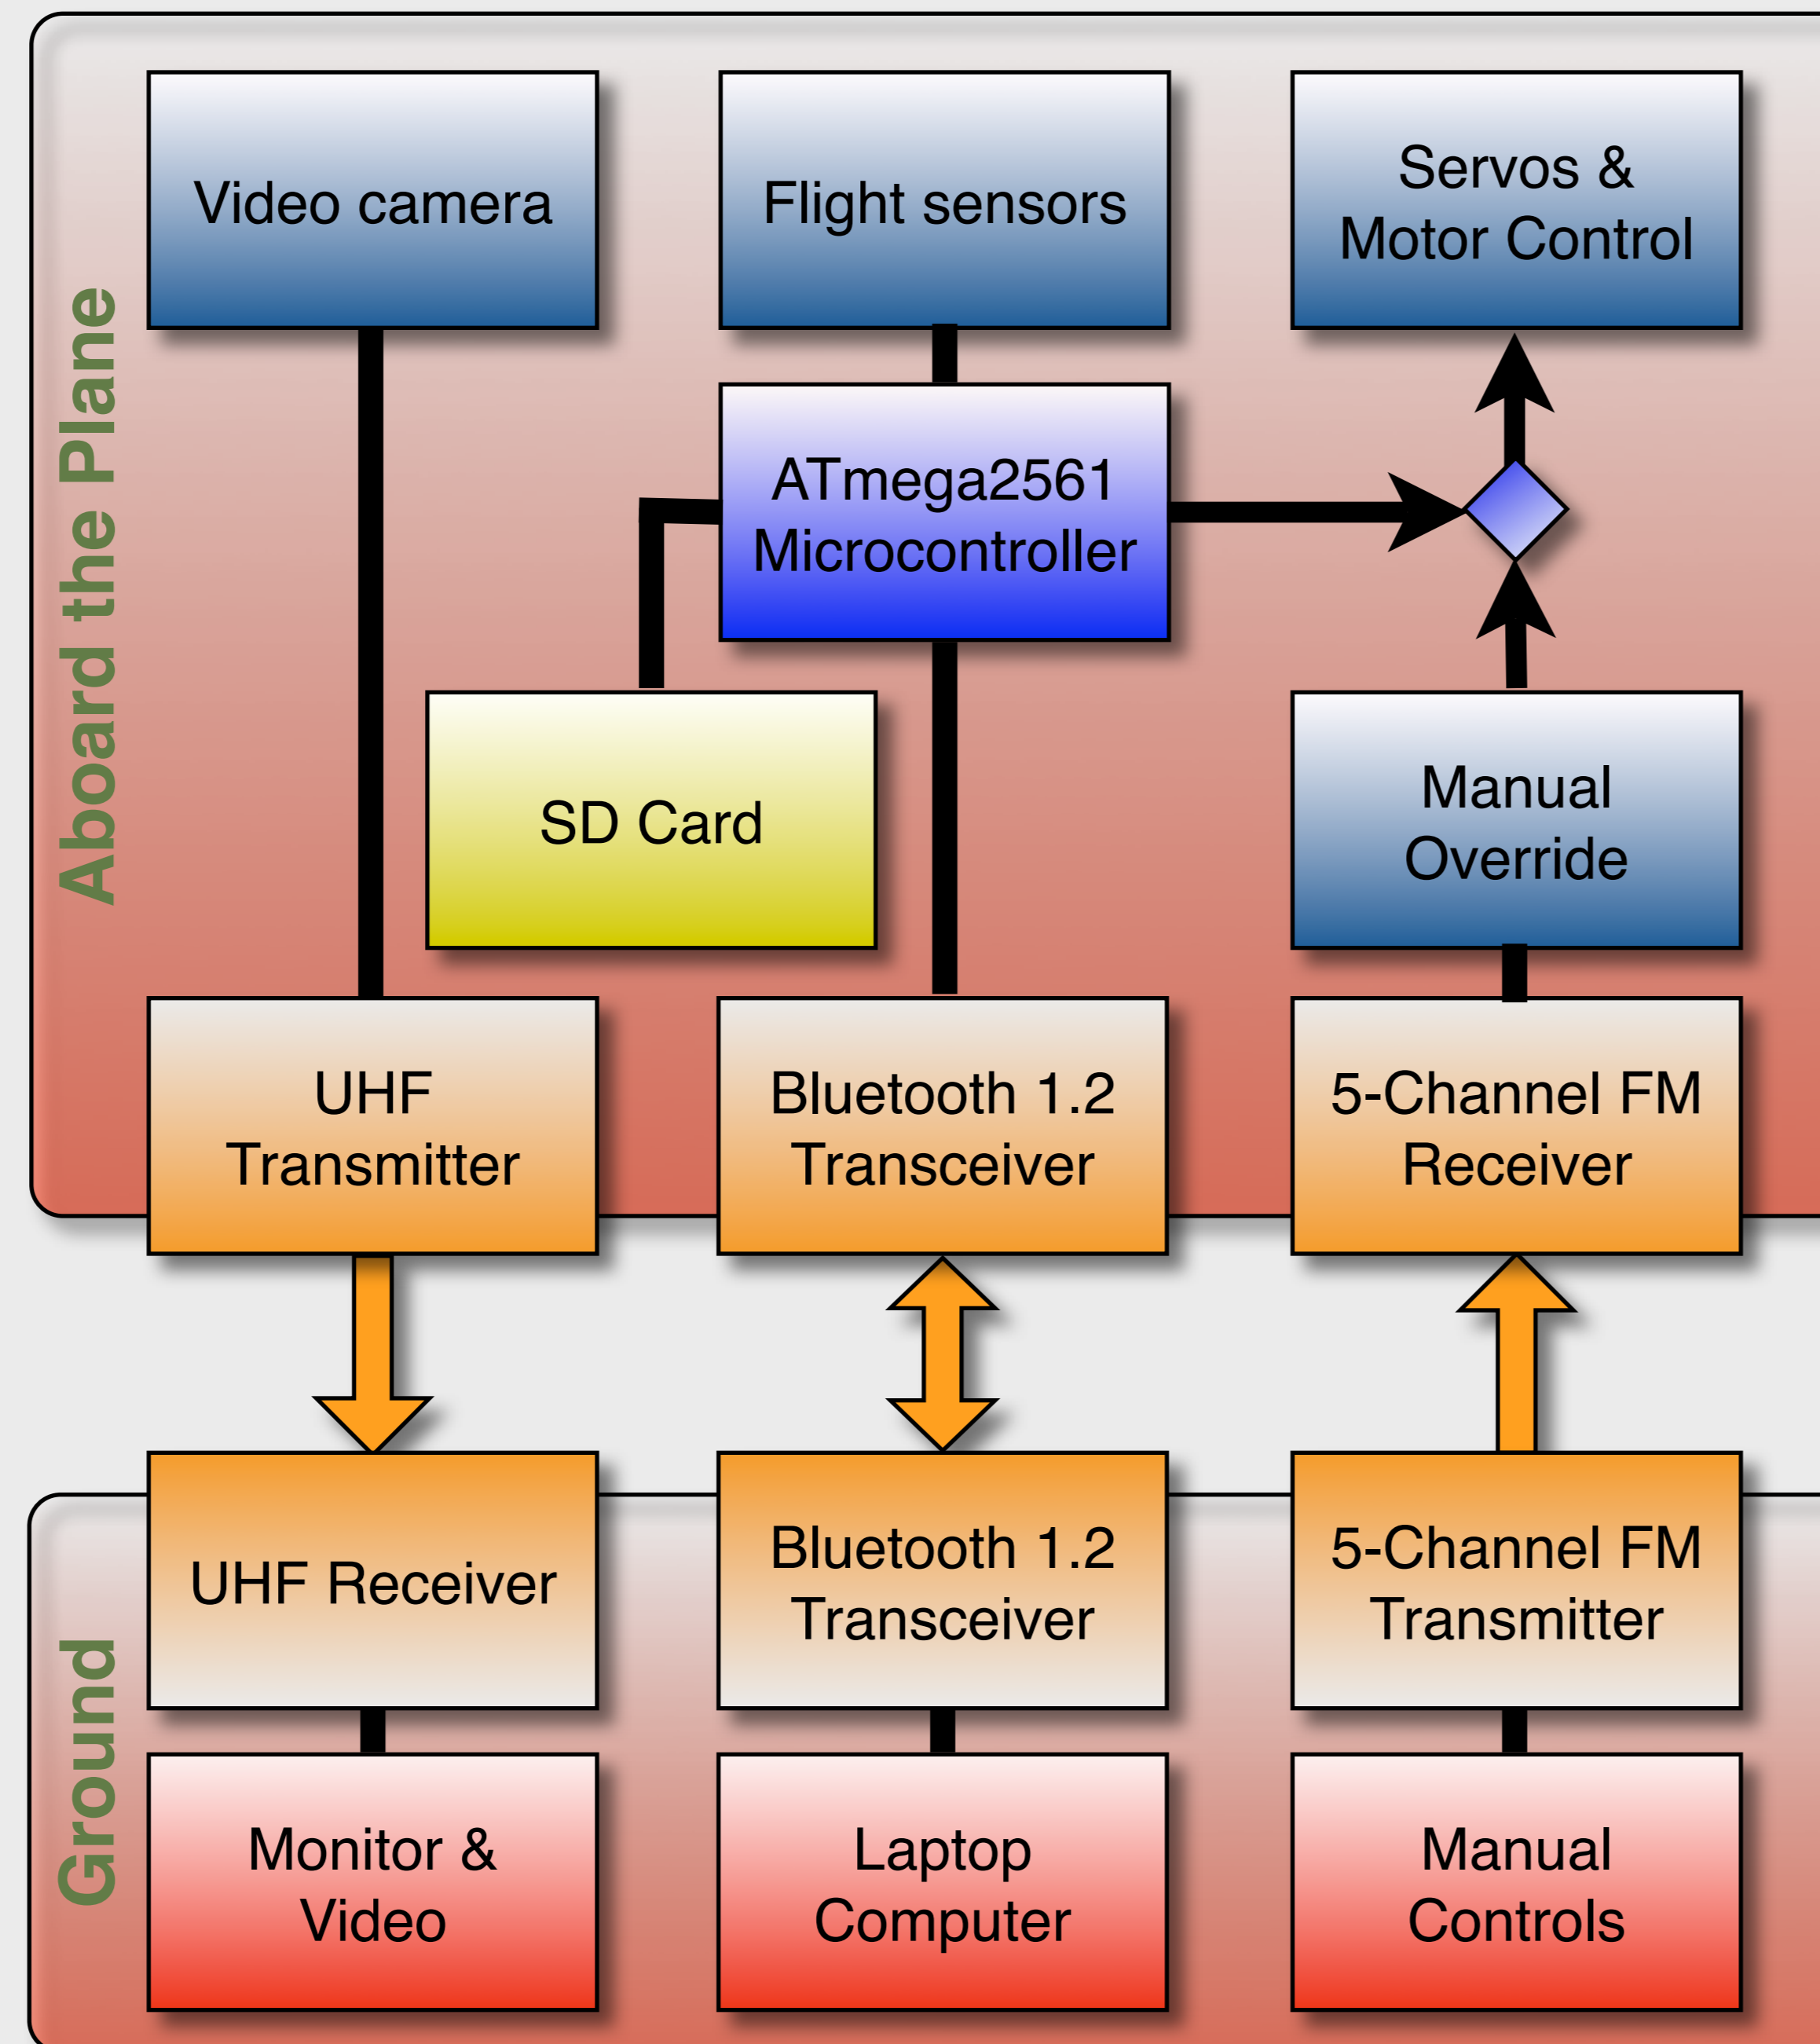 Aboard the Plane
Video camera
Flight sensors
Servos &
Motor Control
ATmega2561
Microcontroller
SD Card
Manual
Override
UHF
Transmitter
Bluetooth 1.2
Transceiver
5-Channel FM
Receiver
Ground
UHF Receiver
Bluetooth 1.2
Transceiver
5-Channel FM
Transmitter
Monitor &
Video
Laptop
Computer
Manual
Controls